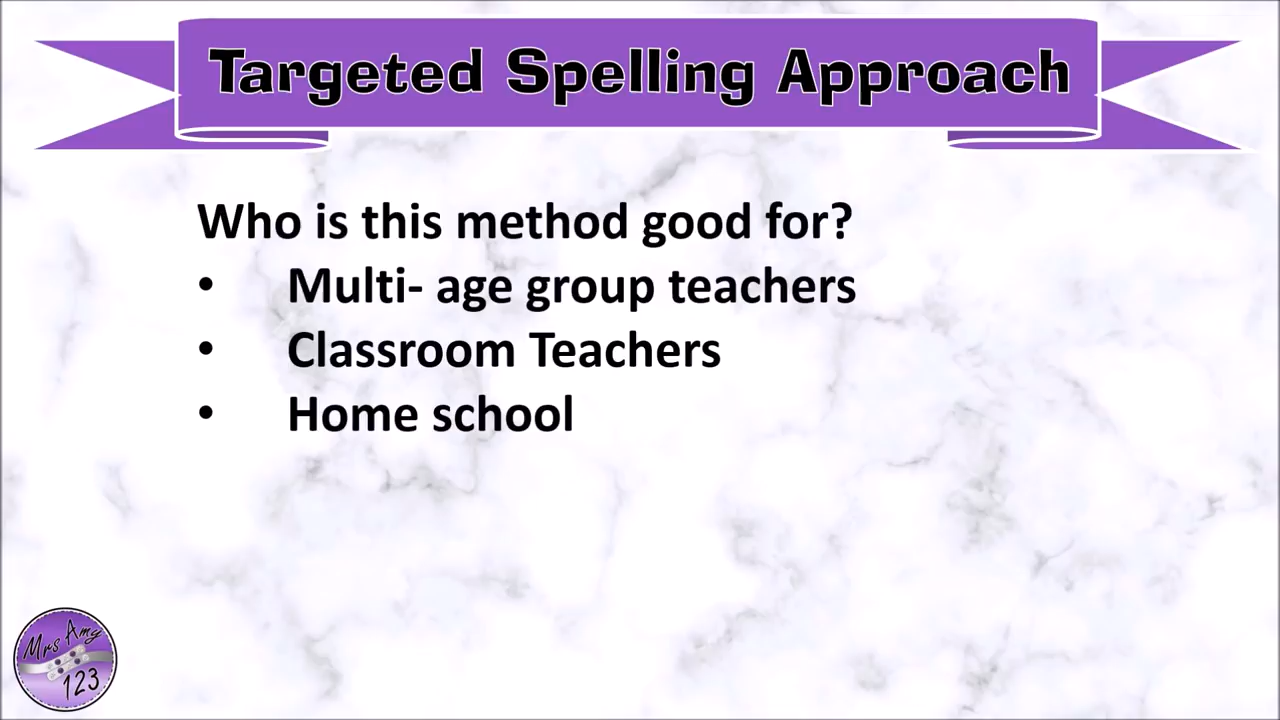 Targeted Spelling Approach
Who is this method good for?
• Multi- age group teachers
• Classroom Teachers
• Home school
Mrs Amy
123